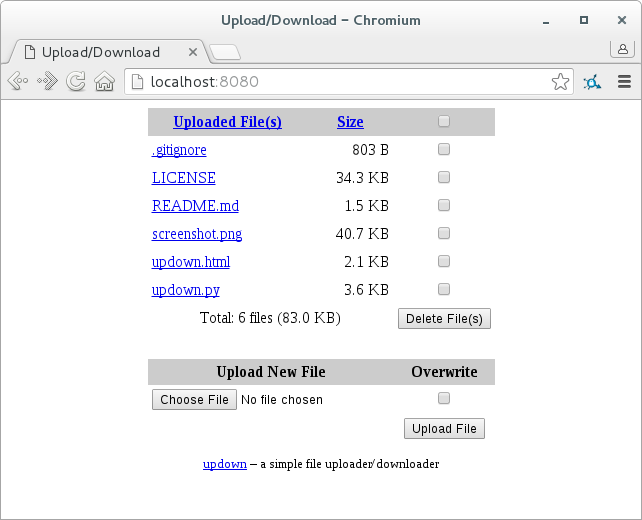 Upload/Download – Chromium
Upload/Download
localhost:8080
Uploaded File(s) Size
.gitignore 803 B
LICENSE 34.3 KB
README.md 1.5 KB
screenshot.png 40.7 KB
updown.html 2.1 KB
updown.py 3.6 KB
Total: 6 files (83.0 KB) Delete File(s)
Upload New File Overwrite
Choose File No file chosen
Upload File
updown – a simple file uploader/downloader